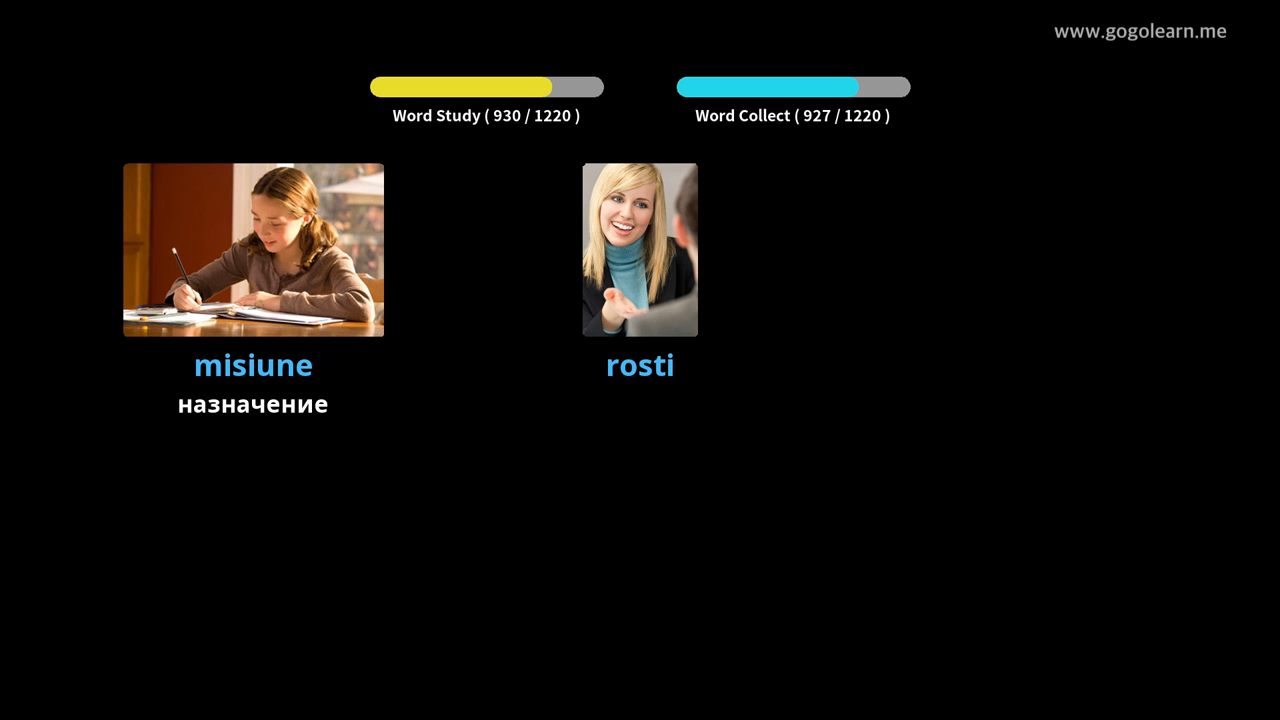 www.gogolearn.me
Word Study ( 930 / 1220 )
Word Collect ( 927 / 1220 )
misiune
назначение
rosti